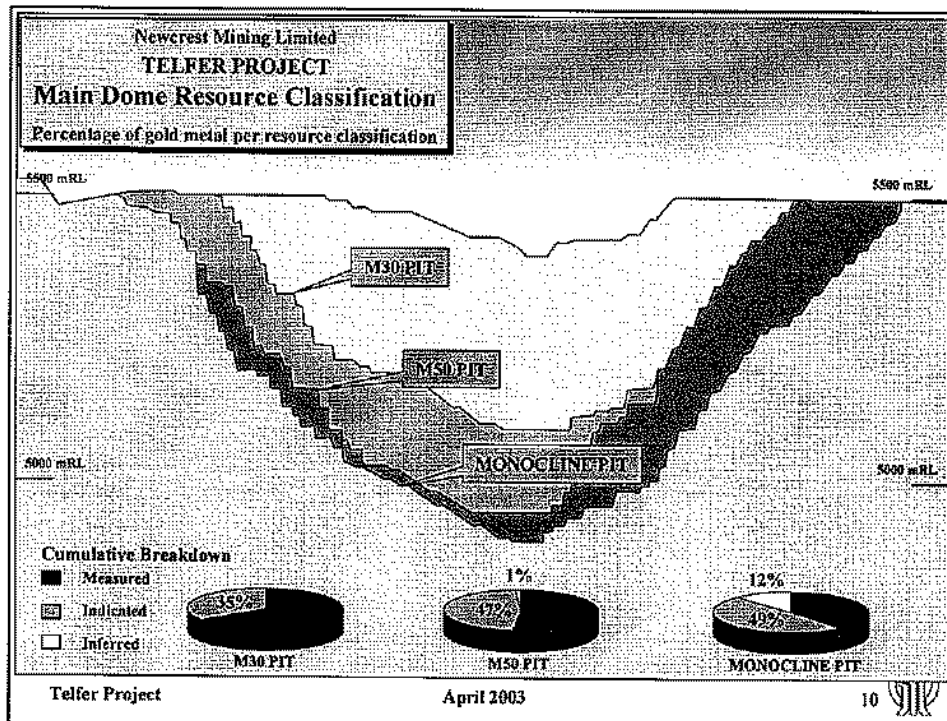 Newcrest Mining Limited
TELFER PROJECT
Main Dome Resource Classification
Percentage of gold metal per resource classification
5500 mRL
5500 mRL
M30 PIT
M50 PIT
MONOCLINE PIT
5000 mRL
5000 mRL
Cumulative Breakdown
Measured
Indicated
Inferred
35%
M30 PIT
1%
47%
M50 PIT
12%
49%
MONOCLINE PIT
Telfer Project
April 2003
10